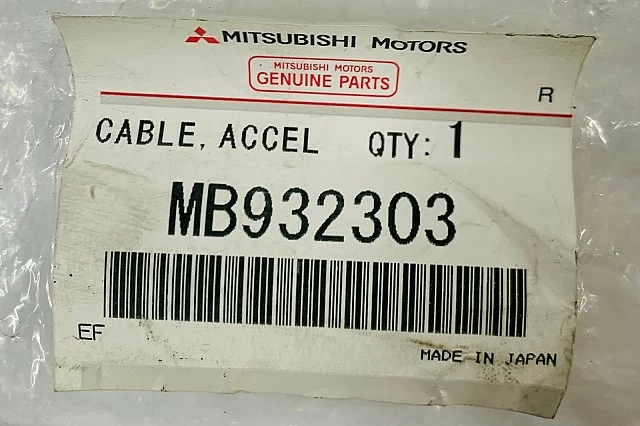 MITSUBISHI MOTORS
MITSUBISHI MOTORS
GENUINE PARTS
R
CABLE, ACCEL QTY: 1
MB932303
EF
MADE IN JAPAN